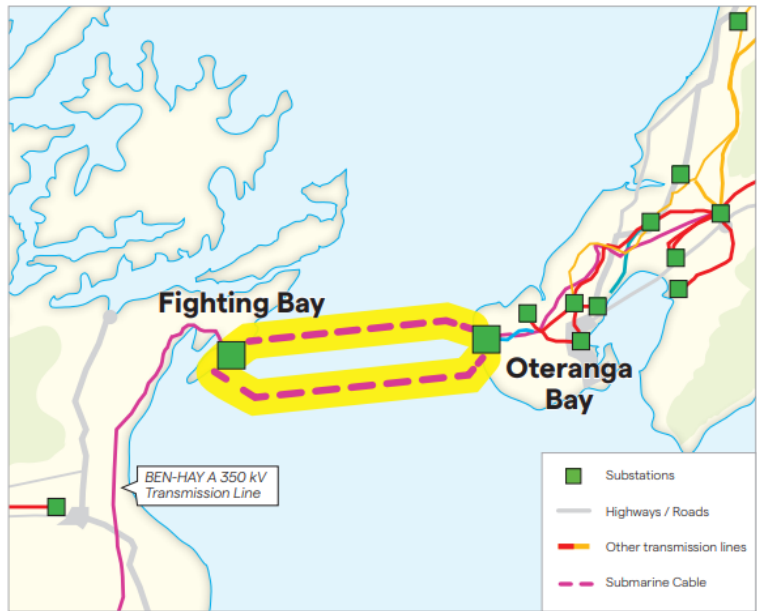 Fighting Bay
Oteranga
Bay
BEN-HAY A 350 kV
Transmission Line
Substations
Highways / Roads
Other transmission lines
Submarine Cable